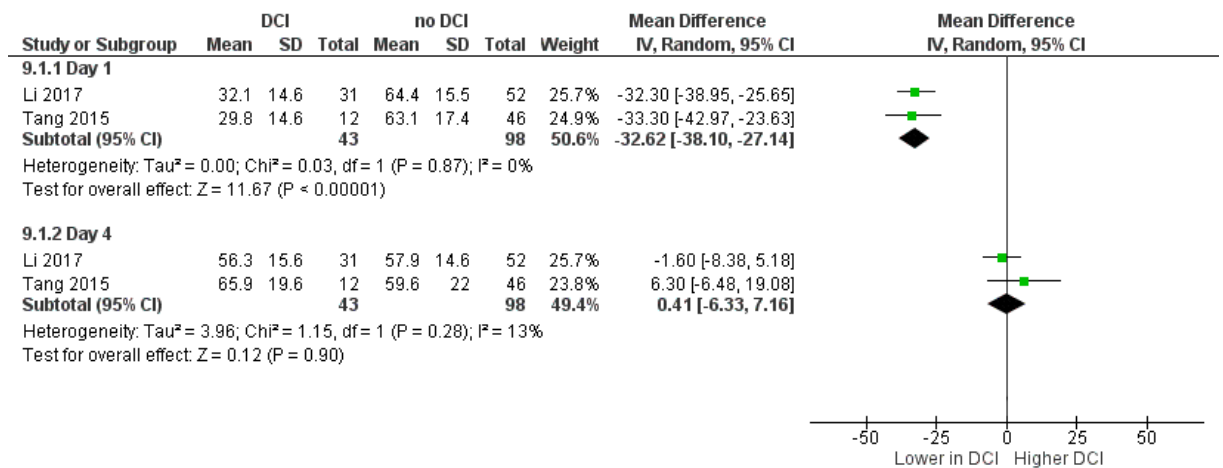 DCI no DCI Mean Difference Mean Difference
Study or Subgroup Mean SD Total Mean SD Total Weight IV, Random, 95% CI IV, Random, 95% CI
9.1.1 Day 1
Li 2017 32.1 14.6 31 64.4 15.5 52 25.7% -32.30 [-38.95, -25.65]
Tang 2015 29.8 14.6 12 63.1 17.4 46 24.9% -33.30 [-42.97, -23.63]
Subtotal (95% CI) 43 98 50.6% -32.62 [-38.10, -27.14]
Heterogeneity: Tau² = 0.00; Chi² = 0.03, df = 1 (P = 0.87); I² = 0%
Test for overall effect: Z = 11.67 (P < 0.00001)
9.1.2 Day 4
Li 2017 56.3 15.6 31 57.9 14.6 52 25.7% -1.60 [-8.38, 5.18]
Tang 2015 65.9 19.6 12 59.6 22 46 23.8% 6.30 [-6.48, 19.08]
Subtotal (95% CI) 43 98 49.4% 0.41 [-6.33, 7.16]
Heterogeneity: Tau² = 3.96; Chi² = 1.15, df = 1 (P = 0.28); I² = 13%
Test for overall effect: Z = 0.12 (P = 0.90)
-50 -25 0 25 50
Lower in DCI Higher DCI